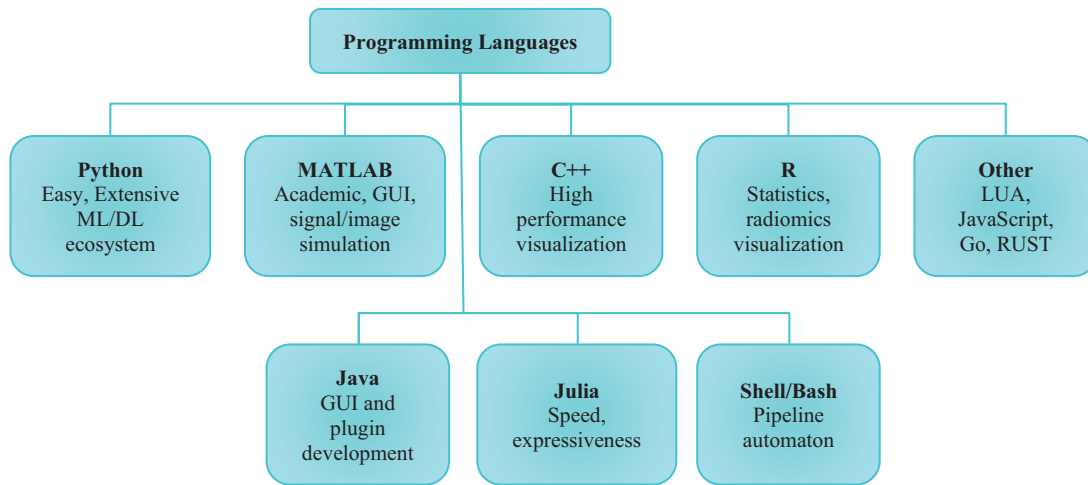 Programming Languages
Python
Easy, Extensive
ML/DL
ecosystem
MATLAB
Academic, GUI,
signal/image
simulation
C++
High
performance
visualization
R
Statistics,
radiomics
visualization
Other
LUA,
JavaScript,
Go, RUST
Java
GUI and
plugin
development
Julia
Speed,
expressiveness
Shell/Bash
Pipeline
automaton